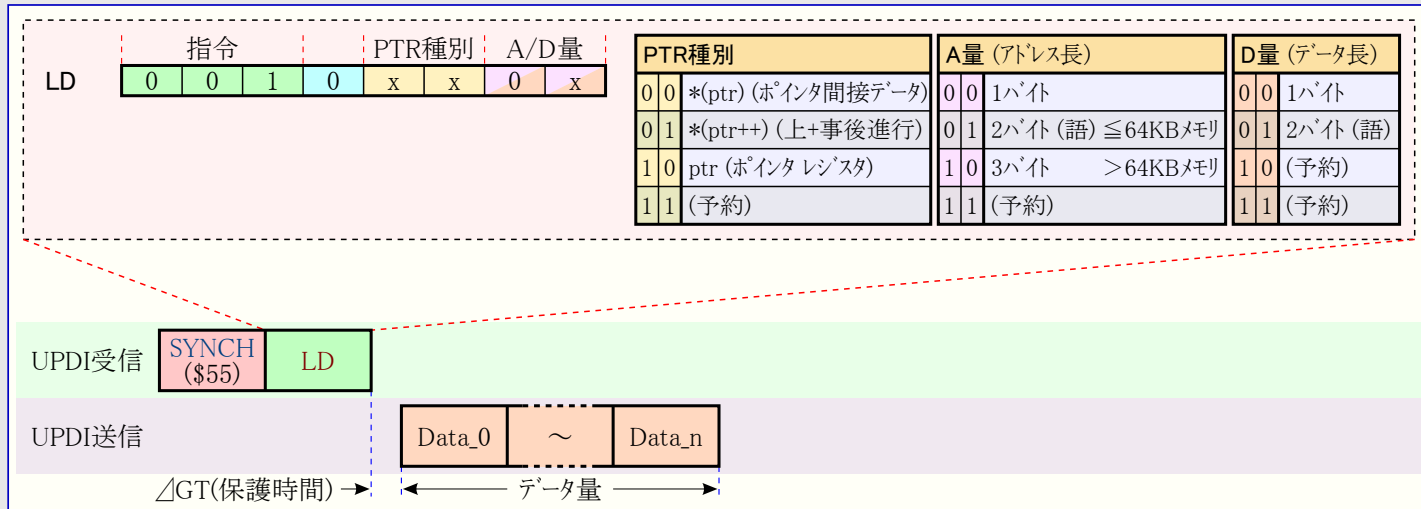 指令 PTR種別 A/D量
LD 0 0 1 0 x x 0 x
PTR種別
0 0 *(ptr) (ポインタ間接データ)
0 1 *(ptr++) (上+事後進行)
1 0 ptr (ポインタ レジスタ)
1 1 (予約)
A量 (アドレス長)
0 0 1バイト
0 1 2バイト (語) ≦64KBメモリ
1 0 3バイト >64KBメモリ
1 1 (予約)
D量 (データ長)
0 0 1バイト
0 1 2バイト (語)
1 0 (予約)
1 1 (予約)
UPDI受信 SYNCH
($55) LD
UPDI送信 Data_0 ～ Data_n
⊿GT(保護時間) データ量